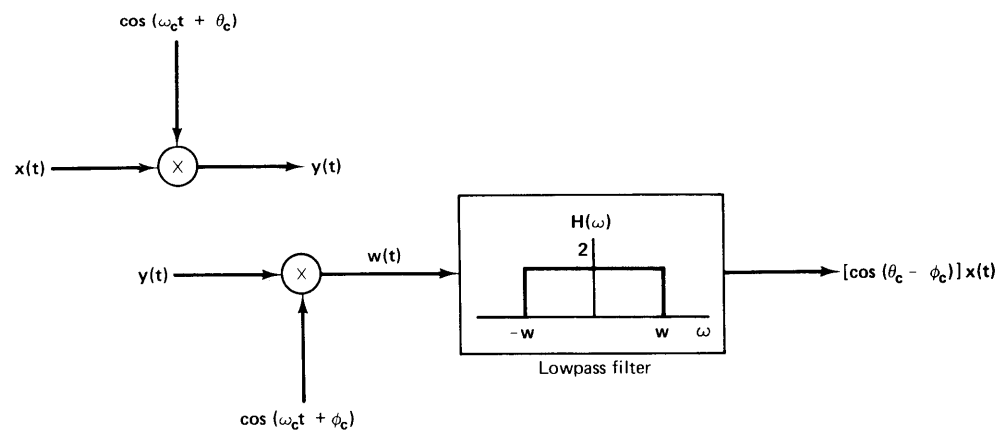 cos (ω_c t + θ_c)
x(t)
×
y(t)
y(t)
×
w(t)
H(ω)
2
-w
w
ω
[cos (θ_c - ϕ_c)] x(t)
Lowpass filter
cos (ω_c t + ϕ_c)